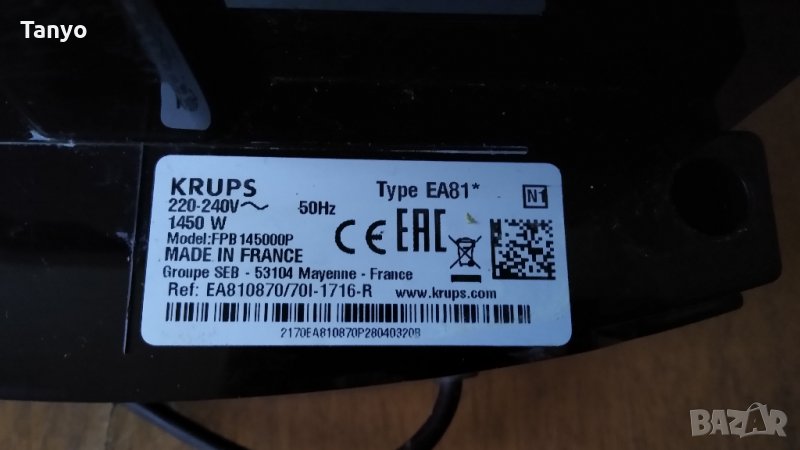 Tanyo
KRUPS Type EA81* N1
220-240V~ 50Hz
1450 W
Model:FPB145000P
MADE IN FRANCE CE EAC
Groupe SEB - 53104 Mayenne - France
Ref: EA810870/70I-1716-R www.krups.com
2170EA810870P28040320B
BAZAR